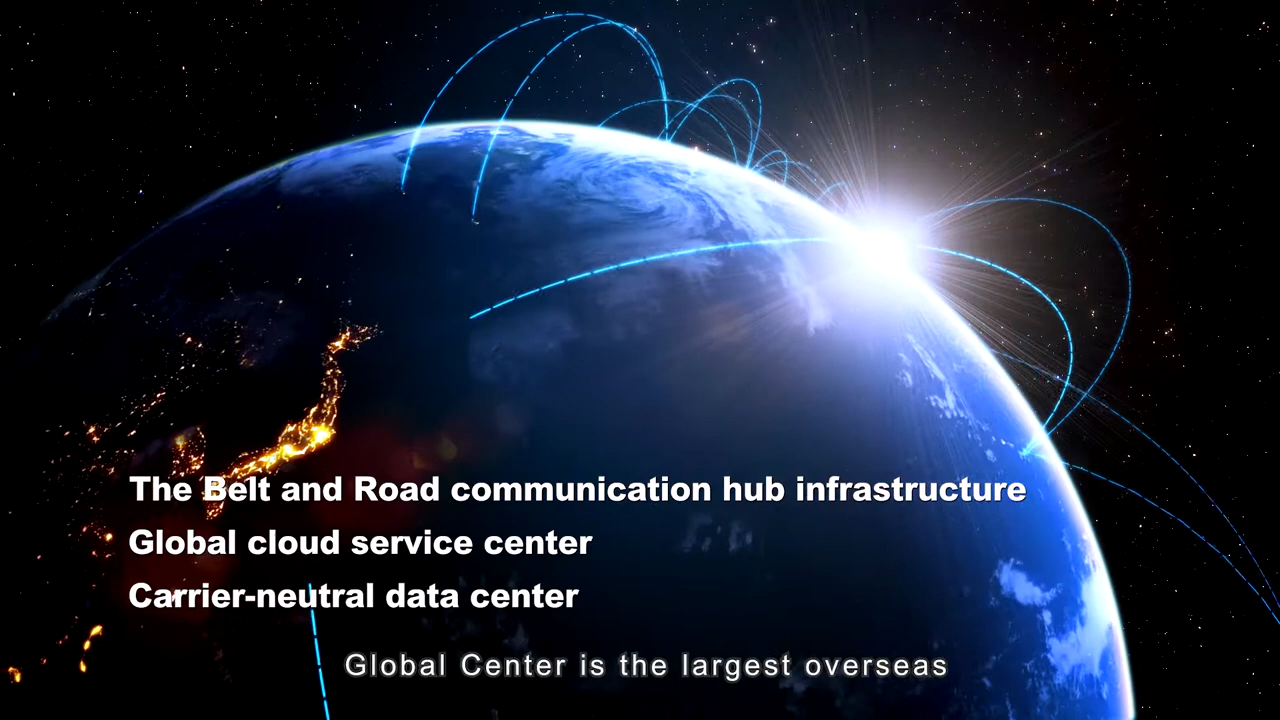 The Belt and Road communication hub infrastructure
Global cloud service center
Carrier-neutral data center
Global Center is the largest overseas